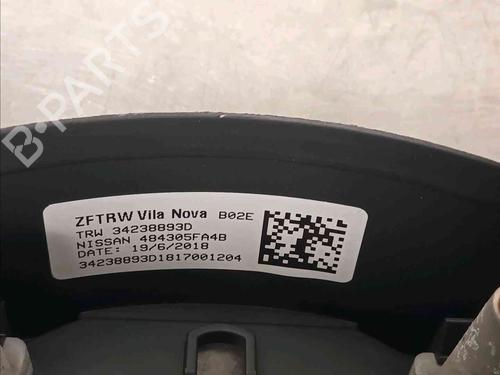 B-PARTS
ZFTRW Vila Nova B02E
TRW 34238893D
NISSAN 484305FA4B
DATE: 19/6/2018
34238893D1817001204